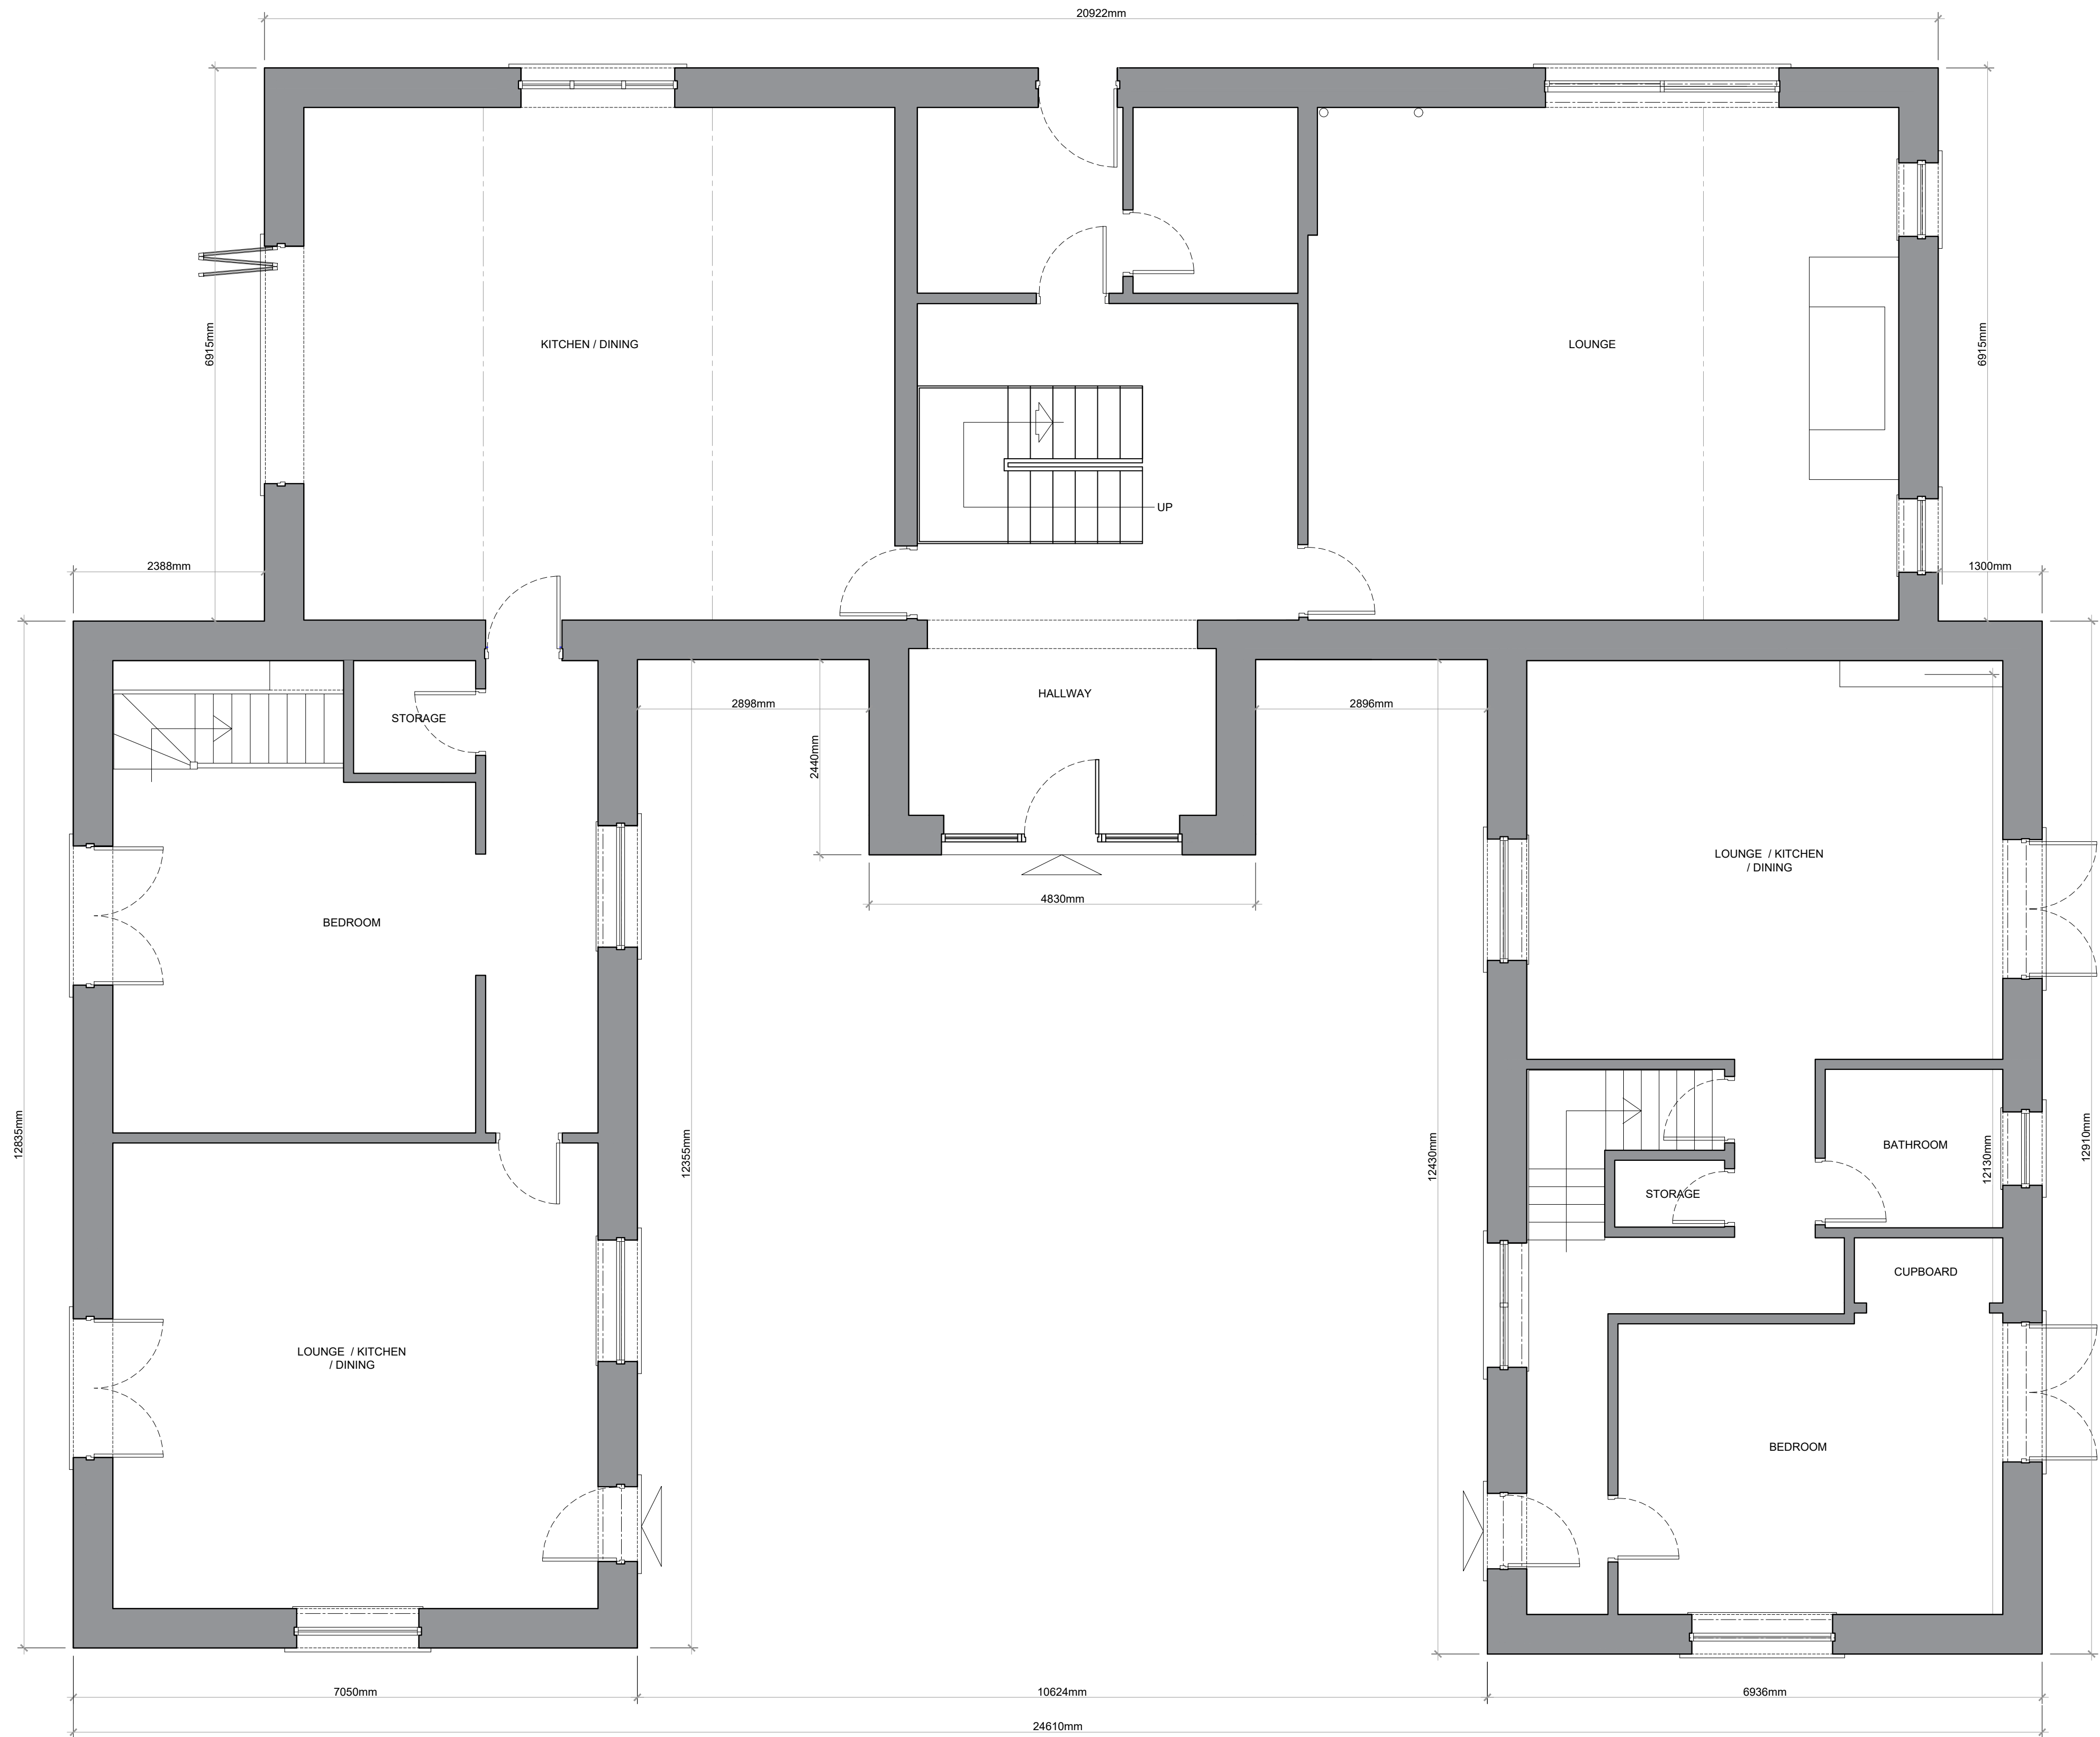 20922mm
6915mm
KITCHEN / DINING
LOUNGE
6915mm
UP
2388mm
1300mm
STORAGE
HALLWAY
2898mm
2896mm
2440mm
LOUNGE / KITCHEN
/ DINING
4830mm
BEDROOM
12835mm
12355mm
12430mm
BATHROOM
12130mm
12910mm
STORAGE
CUPBOARD
LOUNGE / KITCHEN
/ DINING
BEDROOM
7050mm
10624mm
6936mm
24610mm